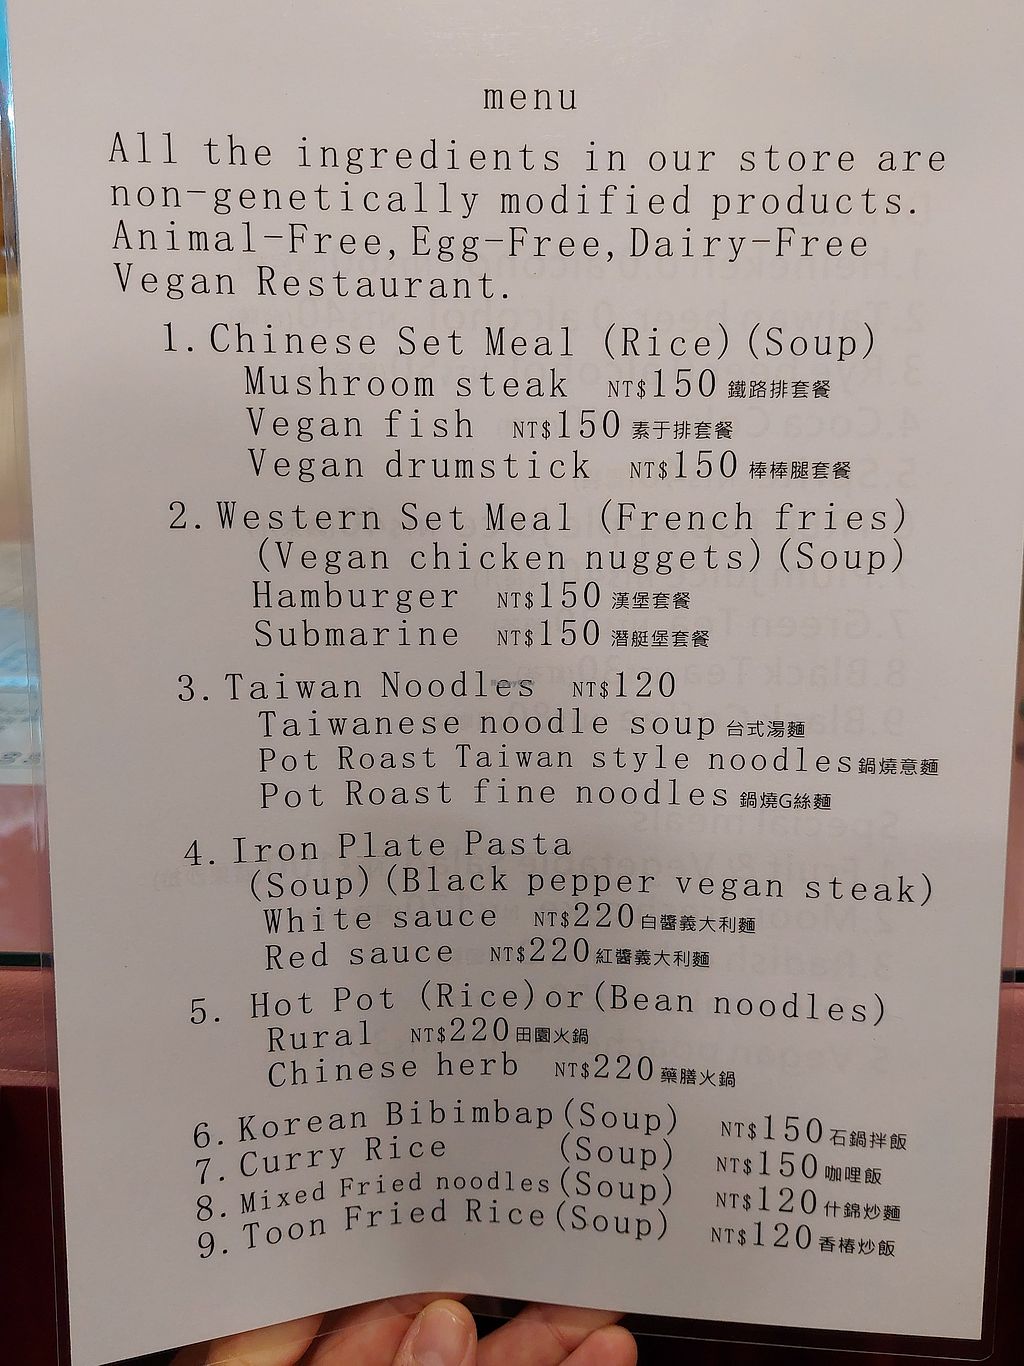 menu
All the ingredients in our store are
non-genetically modified products.
Animal-Free,Egg-Free,Dairy-Free
Vegan Restaurant.
1.Chinese Set Meal (Rice)(Soup)
Mushroom steak NT$150 鐵路排套餐
Vegan fish NT$150 素于排套餐
Vegan drumstick NT$150 棒棒腿套餐
2.Western Set Meal (French fries)
(Vegan chicken nuggets)(Soup)
Hamburger NT$150 漢堡套餐
Submarine NT$150 潛艇堡套餐
3.Taiwan Noodles NT$120
Taiwanese noodle soup 台式湯麵
Pot Roast Taiwan style noodles 鍋燒意麵
Pot Roast fine noodles 鍋燒G絲麵
4.Iron Plate Pasta
(Soup)(Black pepper vegan steak)
White sauce NT$220 白醬義大利麵
Red sauce NT$220 紅醬義大利麵
5. Hot Pot (Rice)or(Bean noodles)
Rural NT$220 田園火鍋
Chinese herb NT$220 藥膳火鍋
6.Korean Bibimbap(Soup) NT$150 石鍋拌飯
7.Curry Rice (Soup) NT$150 咖哩飯
8.Mixed Fried noodles(Soup) NT$120 什錦炒麵
9.Toon Fried Rice(Soup) NT$120 香椿炒飯